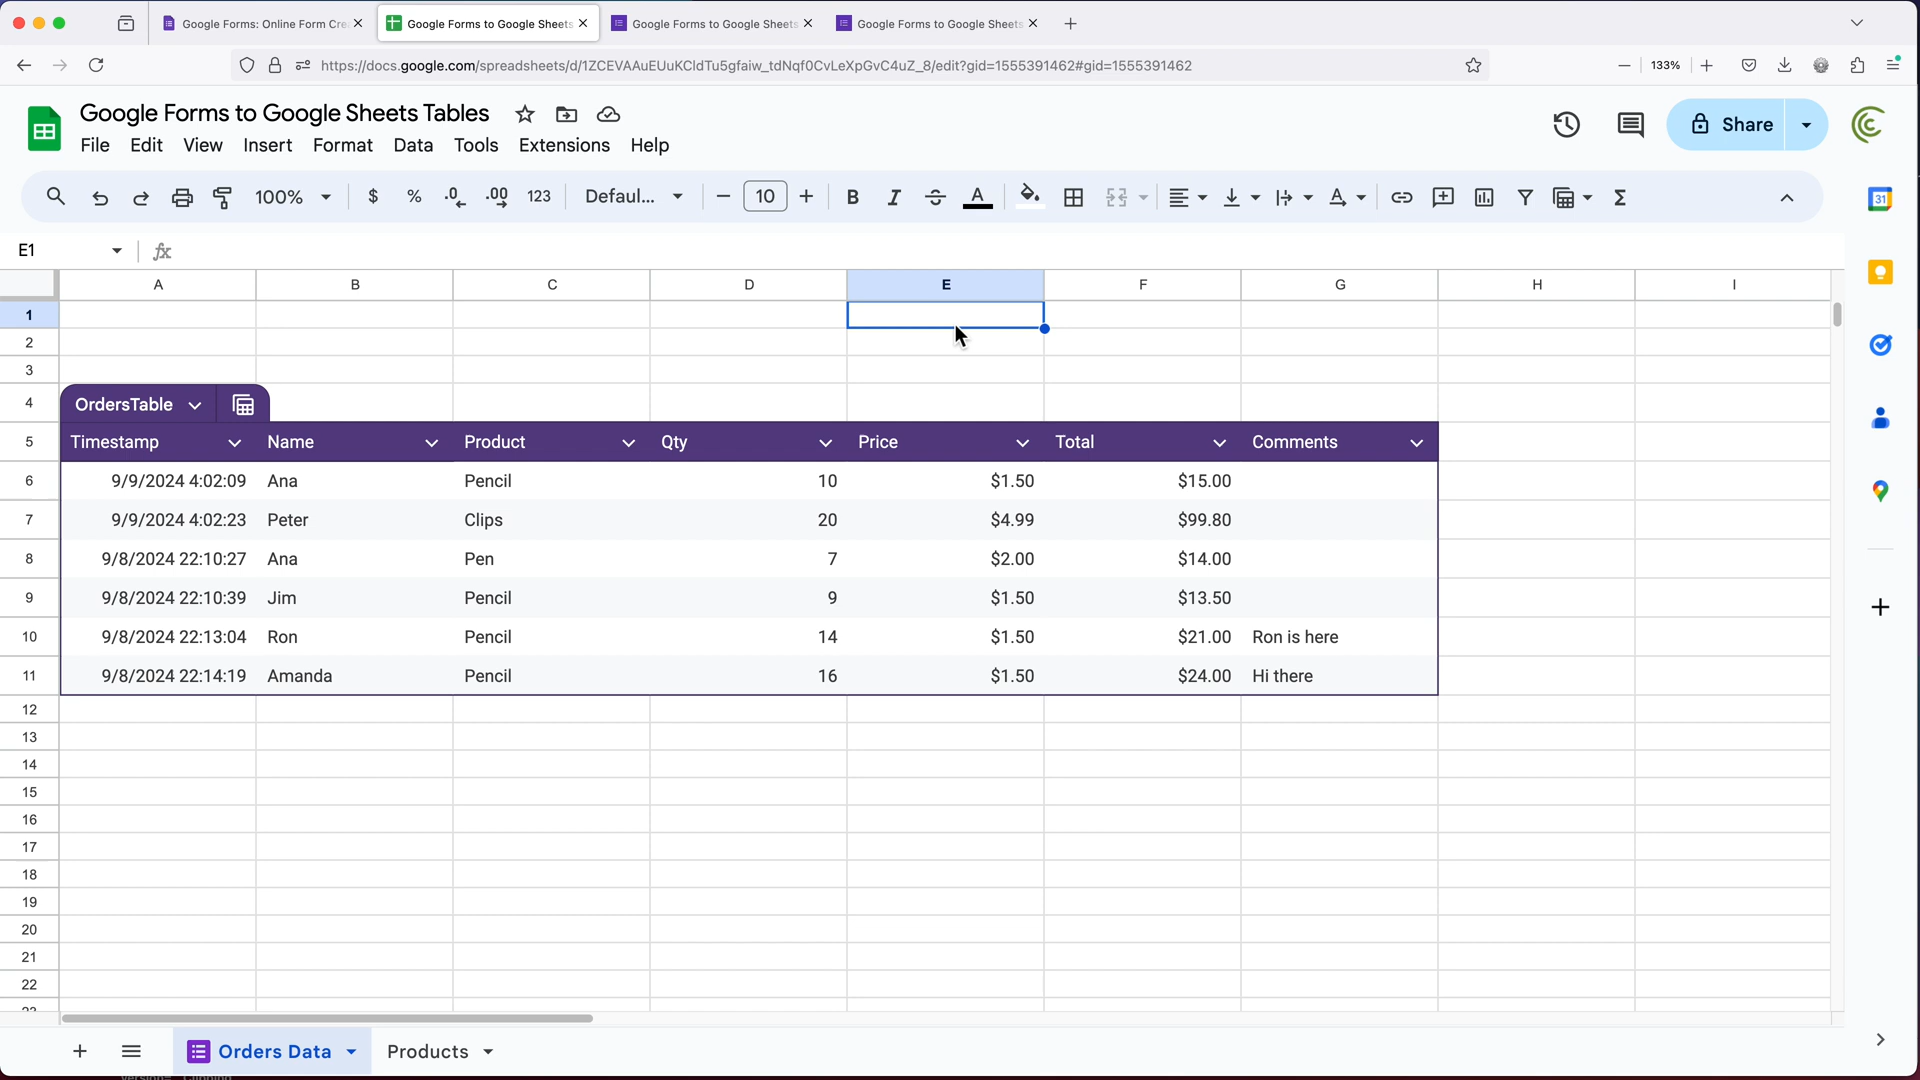 Google Forms: Online Form Cre
Google Forms to Google Sheets
Google Forms to Google Sheets
Google Forms to Google Sheets
https://docs.google.com/spreadsheets/d/1ZCEVAAuEUuKCldTu5gfaiw_tdNqf0CvLeXpGvC4uZ_8/edit?gid=1555391462#gid=1555391462
133%
Google Forms to Google Sheets Tables
File Edit View Insert Format Data Tools Extensions Help
Share
31
100% $ % .0 .00 123 Defaul... 10 B I S A
E1 fx
A B C D E F G H I
1
2
3
4 OrdersTable
5 Timestamp Name Product Qty Price Total Comments
6 9/9/2024 4:02:09 Ana Pencil 10 $1.50 $15.00
7 9/9/2024 4:02:23 Peter Clips 20 $4.99 $99.80
8 9/8/2024 22:10:27 Ana Pen 7 $2.00 $14.00
9 9/8/2024 22:10:39 Jim Pencil 9 $1.50 $13.50
10 9/8/2024 22:13:04 Ron Pencil 14 $1.50 $21.00 Ron is here
11 9/8/2024 22:14:19 Amanda Pencil 16 $1.50 $24.00 Hi there
12
13
14
15
16
17
18
19
20
21
22
Orders Data Products